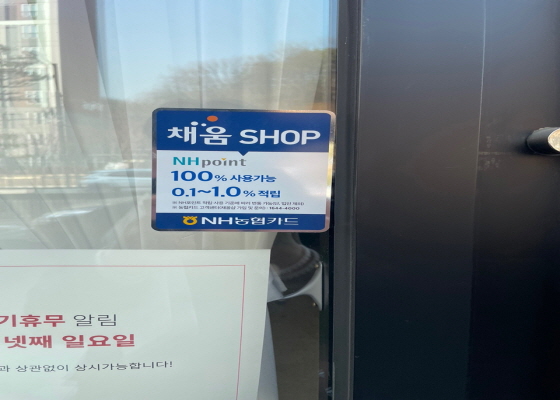 채움 SHOP
NHpoint
100% 사용가능
0.1~1.0% 적립
NH농협카드
기휴무 알림
넷째 일요일
과 상관없이 상시가능합니다!